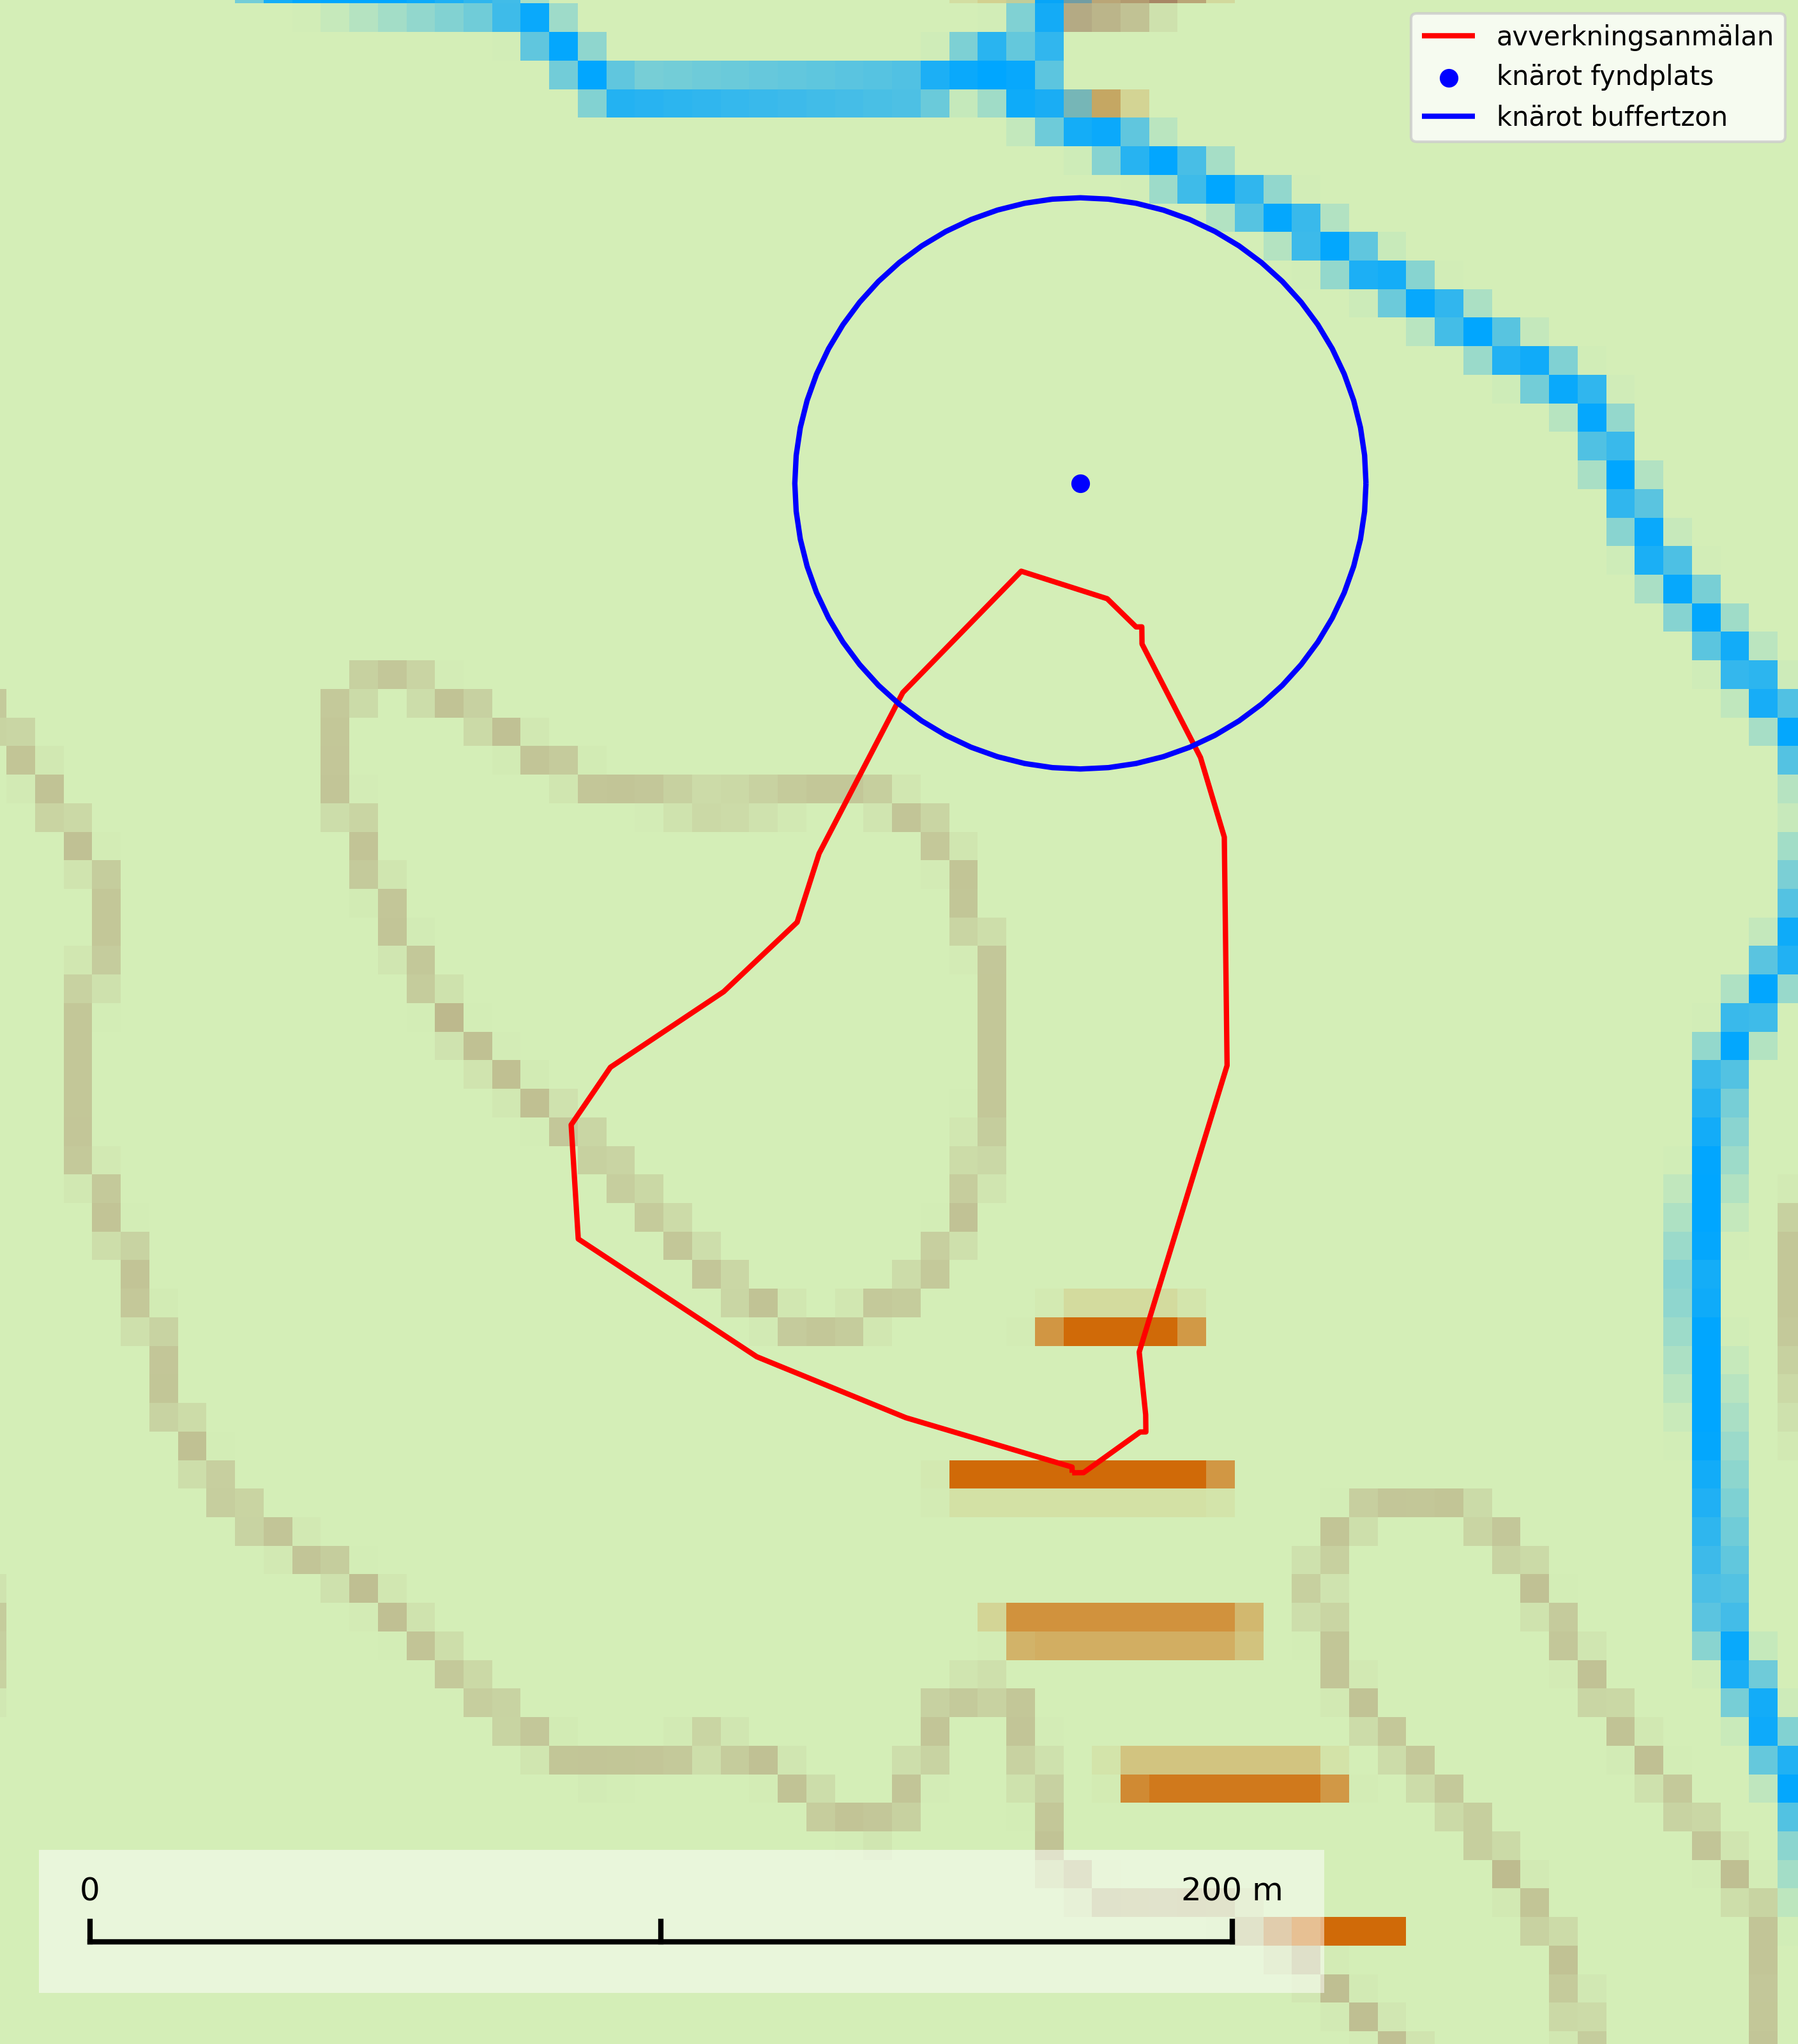 avverkningsanmälan
knärot fyndplats
knärot buffertzon
0
200 m